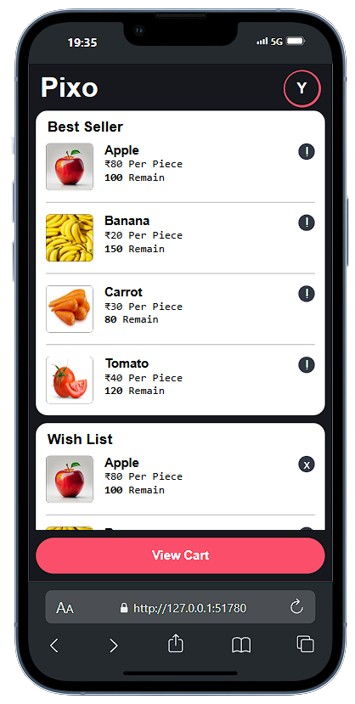 19:35
5G
Pixo
Y
Best Seller
Apple
!
₹80 Per Piece
100 Remain
Banana
!
₹20 Per Piece
150 Remain
Carrot
!
₹30 Per Piece
80 Remain
Tomato
!
₹40 Per Piece
120 Remain
Wish List
Apple
x
₹80 Per Piece
100 Remain
View Cart
AA
http://127.0.0.1:51780